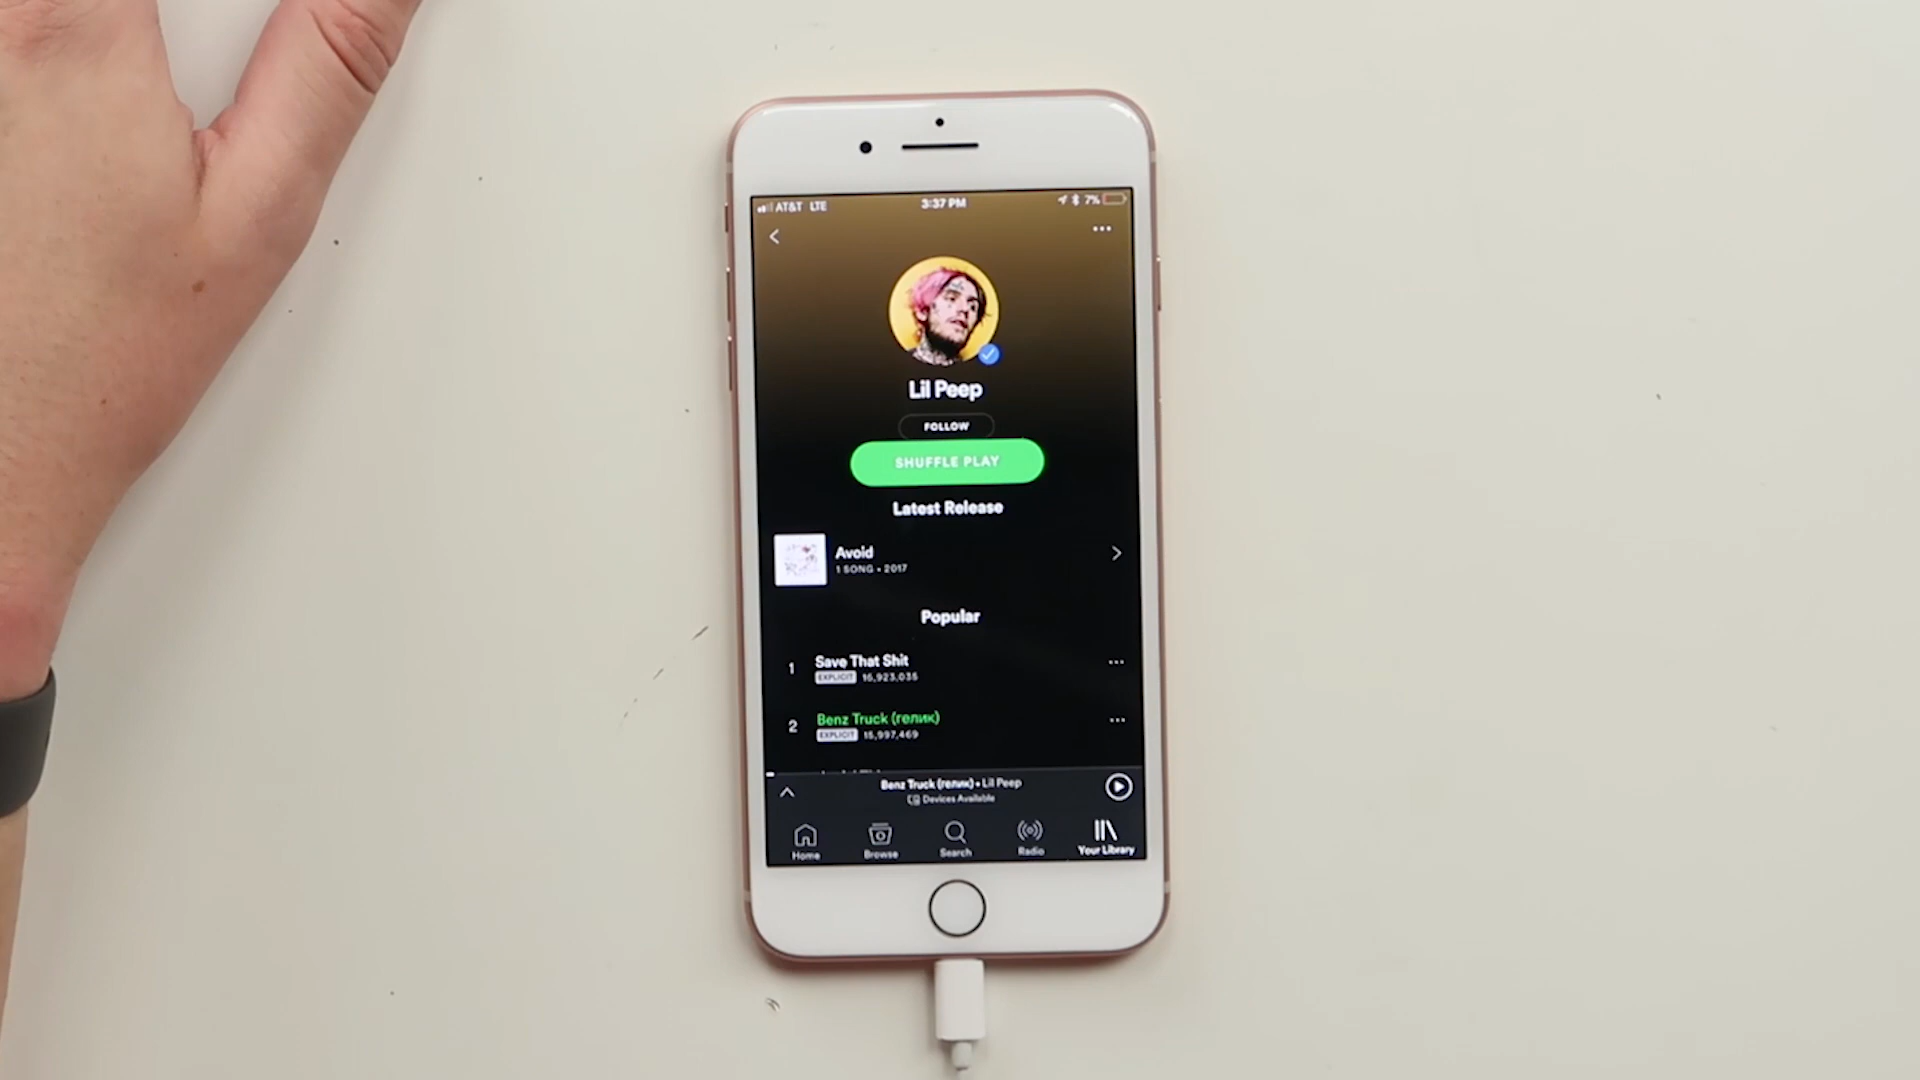 AT&T LTE 3:37 PM 7%
Lil Peep
FOLLOW
SHUFFLE PLAY
Latest Release
Avoid
1 SONG • 2017
Popular
1 Save That Shit
EXPLICIT 16,923,035
2 Benz Truck (гелик)
EXPLICIT 15,997,469
Benz Truck (гелик) • Lil Peep
Devices Available
Home Browse Search Radio Your Library